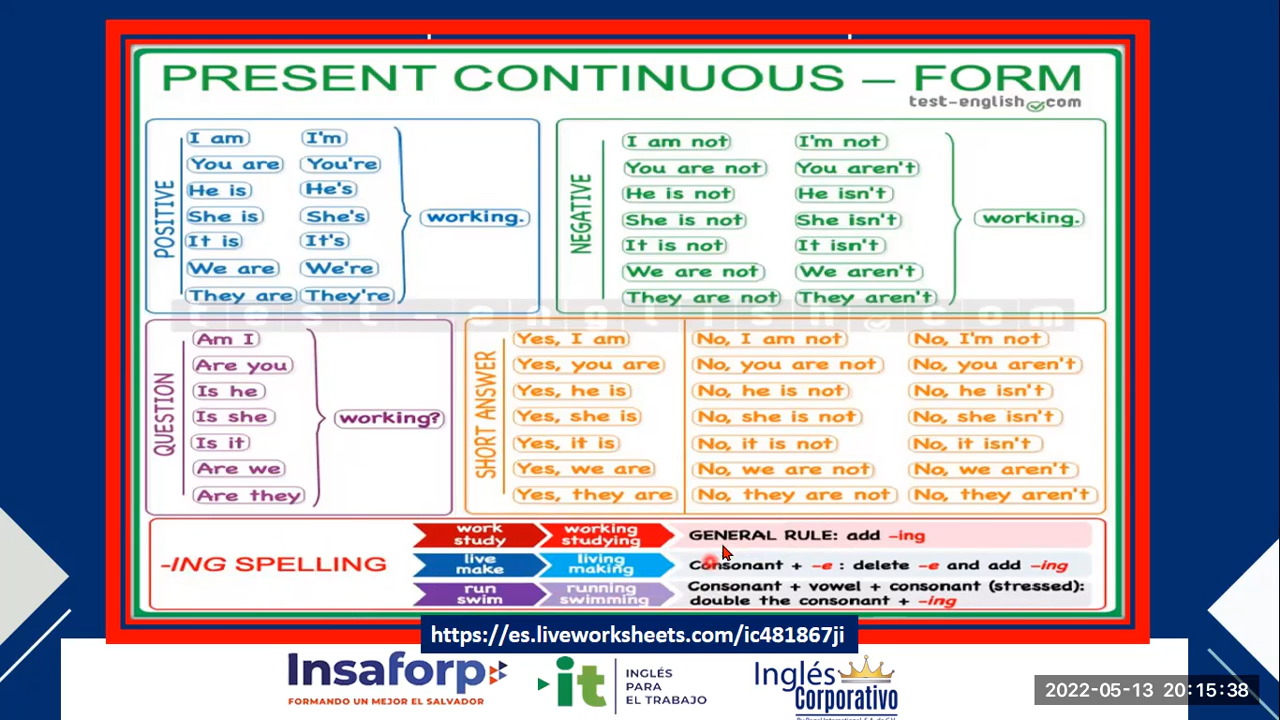 PRESENT CONTINUOUS – FORM
test-english.com
POSITIVE
I am I'm
You are You're
He is He's
She is She's
It is It's
We are We're
They are They're
working.
NEGATIVE
I am not I'm not
You are not You aren't
He is not He isn't
She is not She isn't
It is not It isn't
We are not We aren't
They are not They aren't
working.
test-english.com
QUESTION
Am I
Are you
Is he
Is she
Is it
Are we
Are they
working?
SHORT ANSWER
Yes, I am No, I am not No, I'm not
Yes, you are No, you are not No, you aren't
Yes, he is No, he is not No, he isn't
Yes, she is No, she is not No, she isn't
Yes, it is No, it is not No, it isn't
Yes, we are No, we are not No, we aren't
Yes, they are No, they are not No, they aren't
-ING SPELLING
work working
study studying
GENERAL RULE: add -ing
live living
make making
Consonant + -e : delete -e and add -ing
run running
swim swimming
Consonant + vowel + consonant (stressed):
double the consonant + -ing
https://es.liveworksheets.com/ic481867ji
Insaforp
FORMANDO UN MEJOR EL SALVADOR
it
INGLÉS
PARA
EL TRABAJO
Inglés
Corporativo
2022-05-13 20:15:38